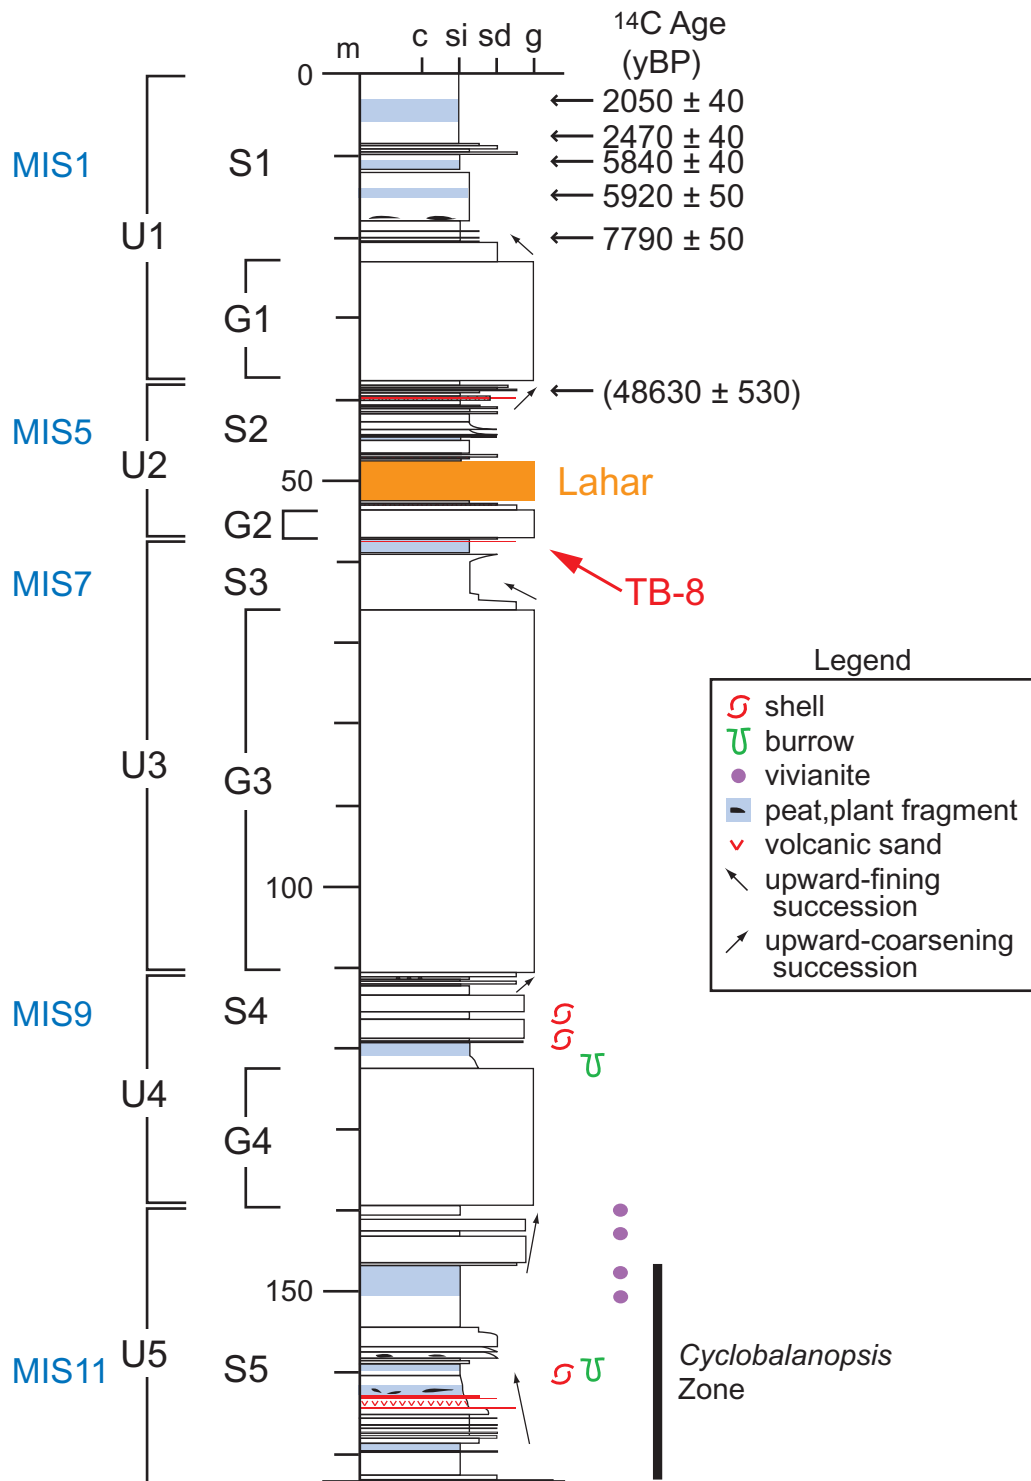 14C Age
(yBP)
m c si sd g
0
2050 ± 40
2470 ± 40
MIS1 S1 5840 ± 40
5920 ± 50
U1 7790 ± 50
G1
(48630 ± 530)
MIS5 S2
U2
50 Lahar
G2
MIS7 S3 TB-8
Legend
shell
burrow
U3 G3 vivianite
peat,plant fragment
volcanic sand
100 upward-fining
succession
upward-coarsening
succession
MIS9 S4
U4
G4
150
U5
MIS11 S5 Cyclobalanopsis
Zone